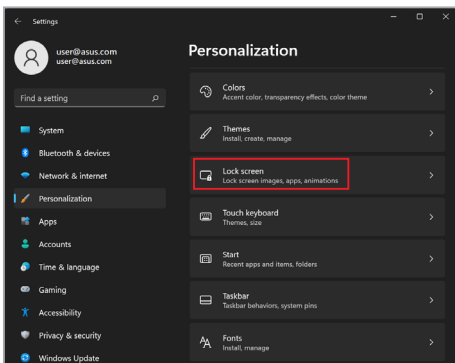 Settings
user@asus.com
user@asus.com
Find a setting
System
Bluetooth & devices
Network & internet
Personalization
Apps
Accounts
Time & language
Gaming
Accessibility
Privacy & security
Windows Update
Personalization
Colors
Accent color, transparency effects, color theme
Themes
Install, create, manage
Lock screen
Lock screen images, apps, animations
Touch keyboard
Themes, size
Start
Recent apps and items, folders
Taskbar
Taskbar behaviors, system pins
Fonts
Install, manage